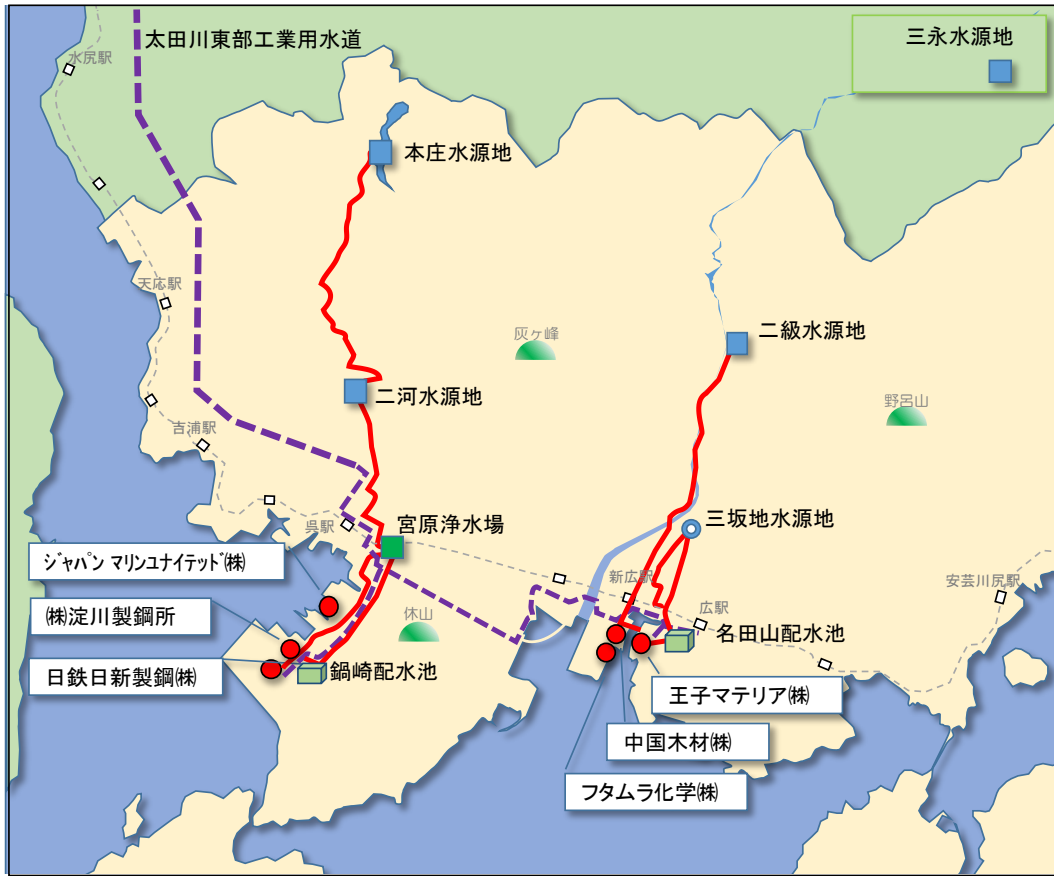 太田川東部工業用水道
三永水源地
水尻駅
本庄水源地
天応駅
灰ヶ峰
二級水源地
二河水源地
野呂山
吉浦駅
三坂地水源地
呉駅
宮原浄水場
ジャパン マリンユナイテッド㈱
新広駅
安芸川尻駅
㈱淀川製鋼所
休山
広駅
名田山配水池
日鉄日新製鋼㈱
鍋崎配水池
王子マテリア㈱
中国木材㈱
フタムラ化学㈱